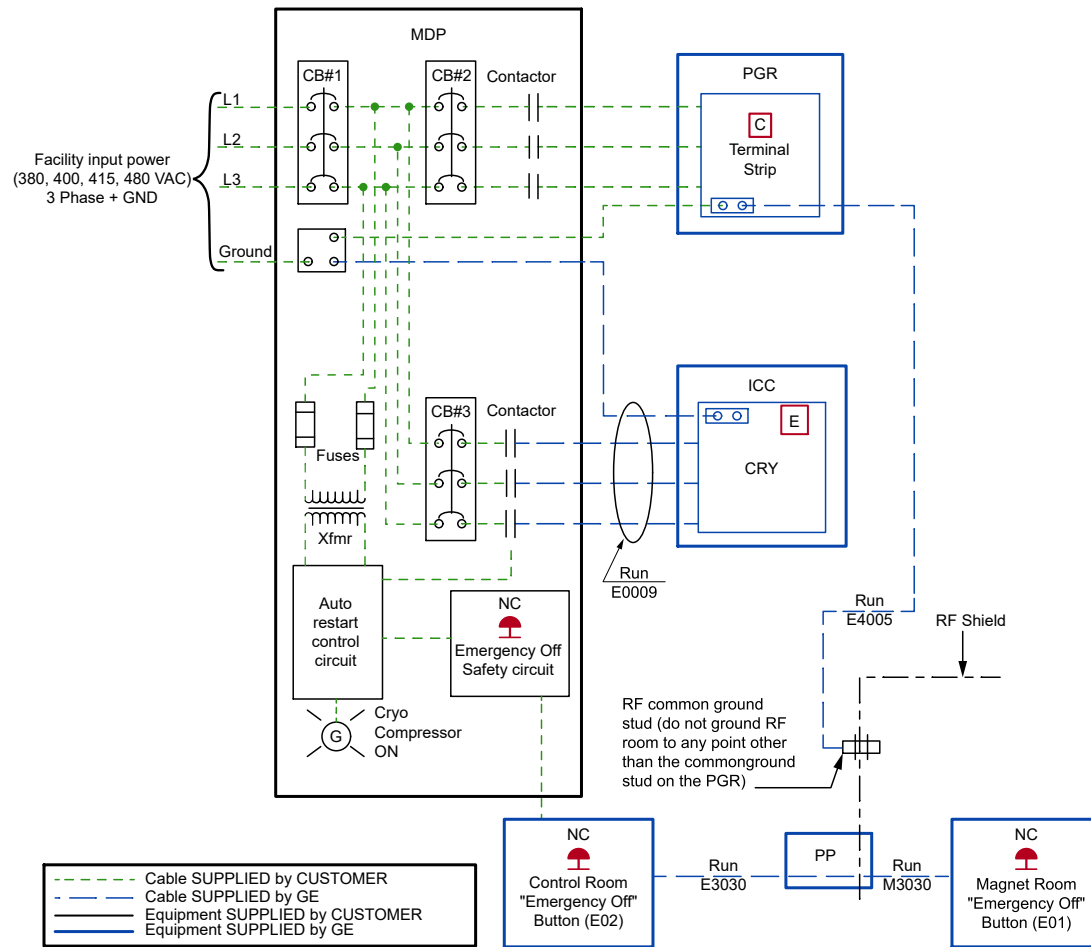 MDP
CB#1
CB#2
Contactor
PGR
C
Terminal
Strip
L1
L2
L3
Facility input power
(380, 400, 415, 480 VAC)
3 Phase + GND
Ground
ICC
E
CRY
CB#3
Contactor
Fuses
Xfmr
Run
E0009
Auto
restart
control
circuit
NC
Emergency Off
Safety circuit
Run
E4005
RF Shield
G
Cryo
Compressor
ON
RF common ground
stud (do not ground RF
room to any point other
than the commonground
stud on the PGR)
NC
Control Room
"Emergency Off"
Button (E02)
Run
E3030
PP
Run
M3030
NC
Magnet Room
"Emergency Off"
Button (E01)
Cable SUPPLIED by CUSTOMER
Cable SUPPLIED by GE
Equipment SUPPLIED by CUSTOMER
Equipment SUPPLIED by GE